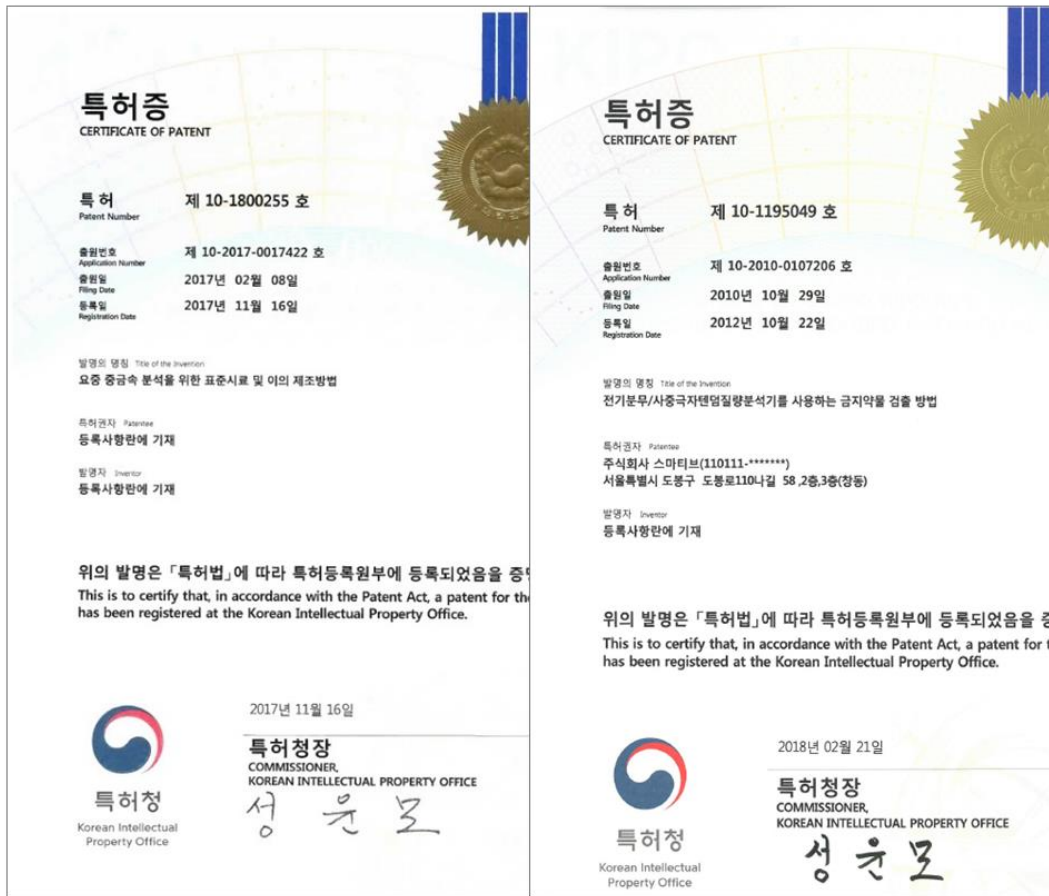 특허증
CERTIFICATE OF PATENT
특 허 제 10-1800255 호
Patent Number
출원번호 제 10-2017-0017422 호
Application Number
출원일 2017년 02월 08일
Filing Date
등록일 2017년 11월 16일
Registration Date
발명의 명칭 Title of the Invention
요중 중금속 분석을 위한 표준시료 및 이의 제조방법
특허권자 Patentee
등록사항란에 기재
발명자 Inventor
등록사항란에 기재
위의 발명은 「특허법」에 따라 특허등록원부에 등록되었음을
This is to certify that, in accordance with the Patent Act, a patent for the
has been registered at the Korean Intellectual Property Office.
2017년 11월 16일
특허청장
COMMISSIONER,
KOREAN INTELLECTUAL PROPERTY OFFICE
성 윤 모
특허청
Korean Intellectual
Property Office
특허증
CERTIFICATE OF PATENT
특 허 제 10-1195049 호
Patent Number
출원번호 제 10-2010-0107206 호
Application Number
출원일 2010년 10월 29일
Filing Date
등록일 2012년 10월 22일
Registration Date
발명의 명칭 Title of the Invention
전기분무/사중극자텐덤질량분석기를 사용하는 금지약물 검출 방법
특허권자 Patentee
주식회사 스마티브(110111-*******)
서울특별시 도봉구 도봉로110나길 58 ,2층,3층(창동)
발명자 Inventor
등록사항란에 기재
위의 발명은 「특허법」에 따라 특허등록원부에 등록되었음을
This is to certify that, in accordance with the Patent Act, a patent for
has been registered at the Korean Intellectual Property Office.
2018년 02월 21일
특허청장
COMMISSIONER,
KOREAN INTELLECTUAL PROPERTY OFFICE
성 윤 모
특허청
Korean Intellectual
Property Office